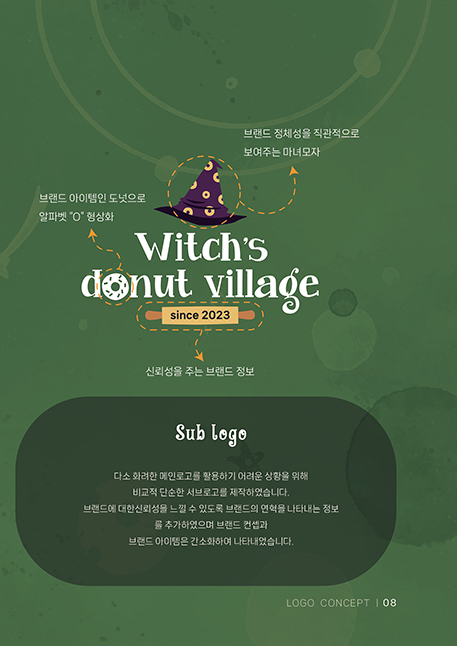 브랜드 정체성을 직관적으로
보여주는 마녀모자
브랜드 아이템인 도넛으로
알파벳 "O" 형상화
Witch's
donut village
since 2023
신뢰성을 주는 브랜드 정보
Sub logo
다소 화려한 메인로고를 활용하기 어려운 상황을 위해
비교적 단순한 서브로고를 제작하였습니다.
브랜드에 대한신뢰성을 느낄 수 있도록 브랜드의 연혁을 나타내는 정보
를 추가하였으며 브랜드 컨셉과
브랜드 아이템은 간소화하여 나타내었습니다.
LOGO CONCEPT | 08